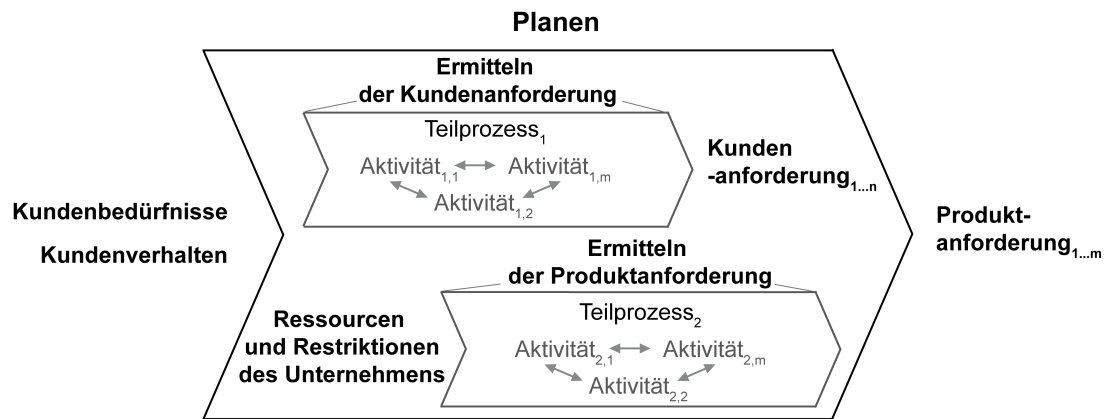 Planen
Ermitteln
der Kundenanforderung
Teilprozess1
Aktivität1,1 Aktivität1,m
Aktivität1,2
Kunden
-anforderung1...n
Kundenbedürfnisse
Kundenverhalten
Produkt-
anforderung1...m
Ermitteln
der Produktanforderung
Teilprozess2
Aktivität2,1 Aktivität2,m
Aktivität2,2
Ressourcen
und Restriktionen
des Unternehmens